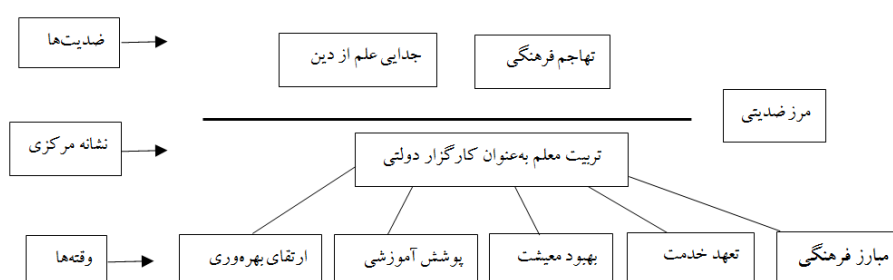 ضدیت‌ها
تهاجم فرهنگی
جدایی علم از دین
مرز ضدیتی
نشانه مرکزی
تربیت معلم به‌عنوان کارگزار دولتی
وقته‌ها
مبارز فرهنگی
تعهد خدمت
بهبود معیشت
پوشش آموزشی
ارتقای بهره‌وری